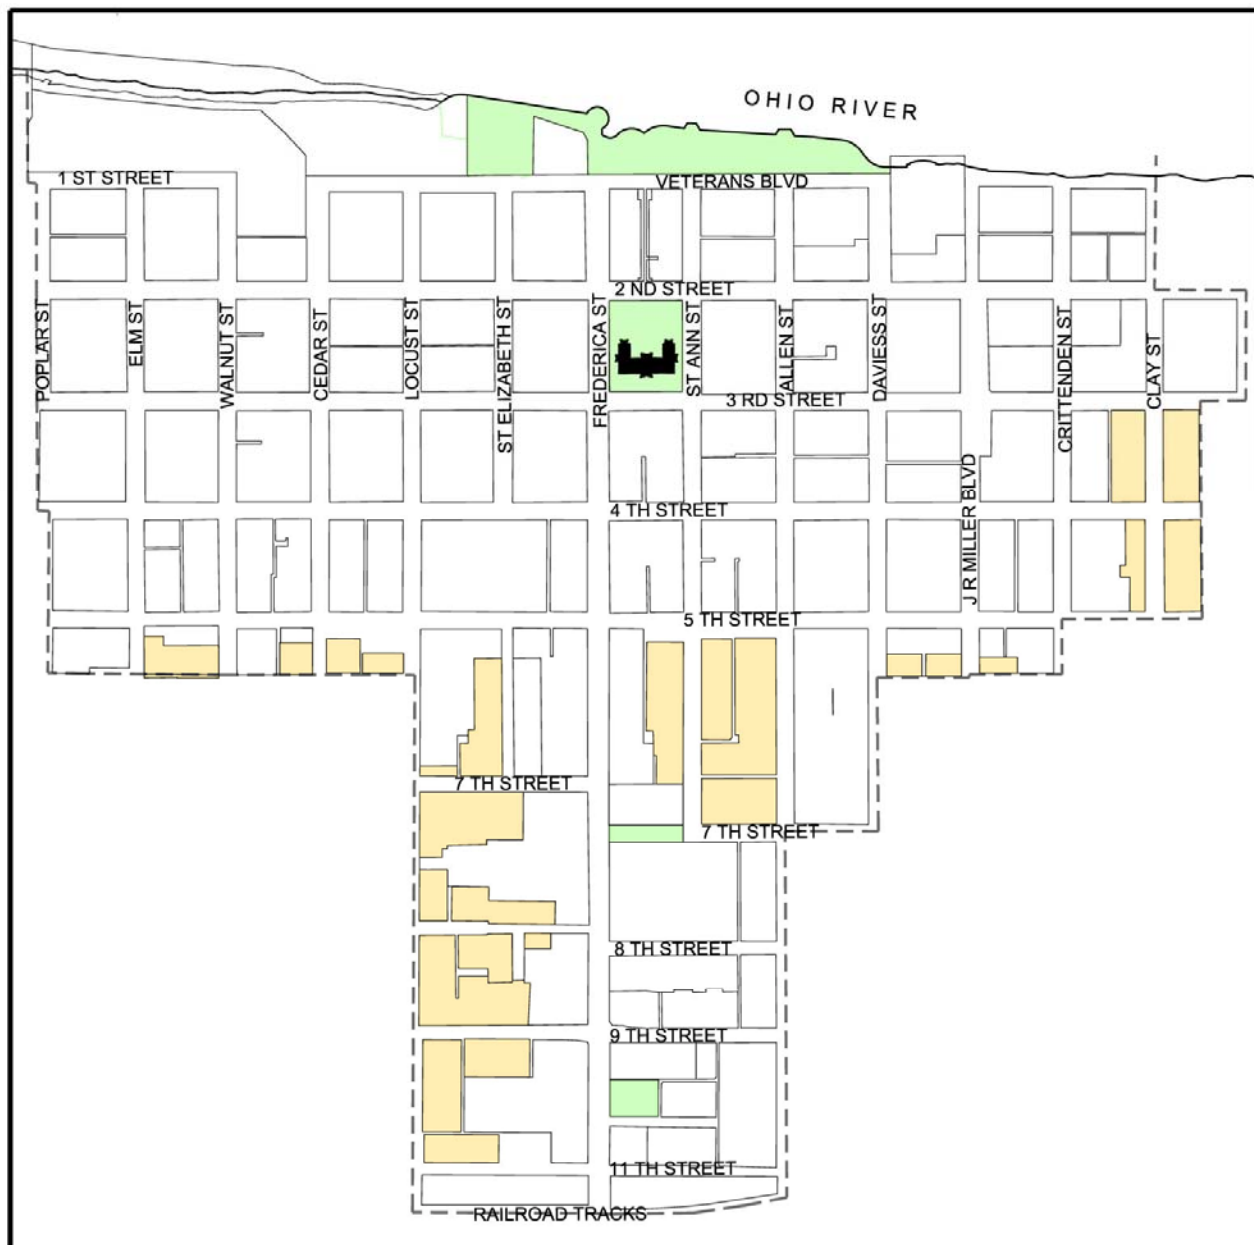 OHIO RIVER
1 ST STREET
VETERANS BLVD
2 ND STREET
POPLAR ST
ELM ST
WALNUT ST
CEDAR ST
LOCUST ST
ST ELIZABETH ST
FREDERICA ST
ST ANN ST
ALLEN ST
DAVIESS ST
CRITTENDEN ST
CLAY ST
3 RD STREET
J R MILLER BLVD
4 TH STREET
5 TH STREET
7 TH STREET
7 TH STREET
8 TH STREET
9 TH STREET
11 TH STREET
RAILROAD TRACKS